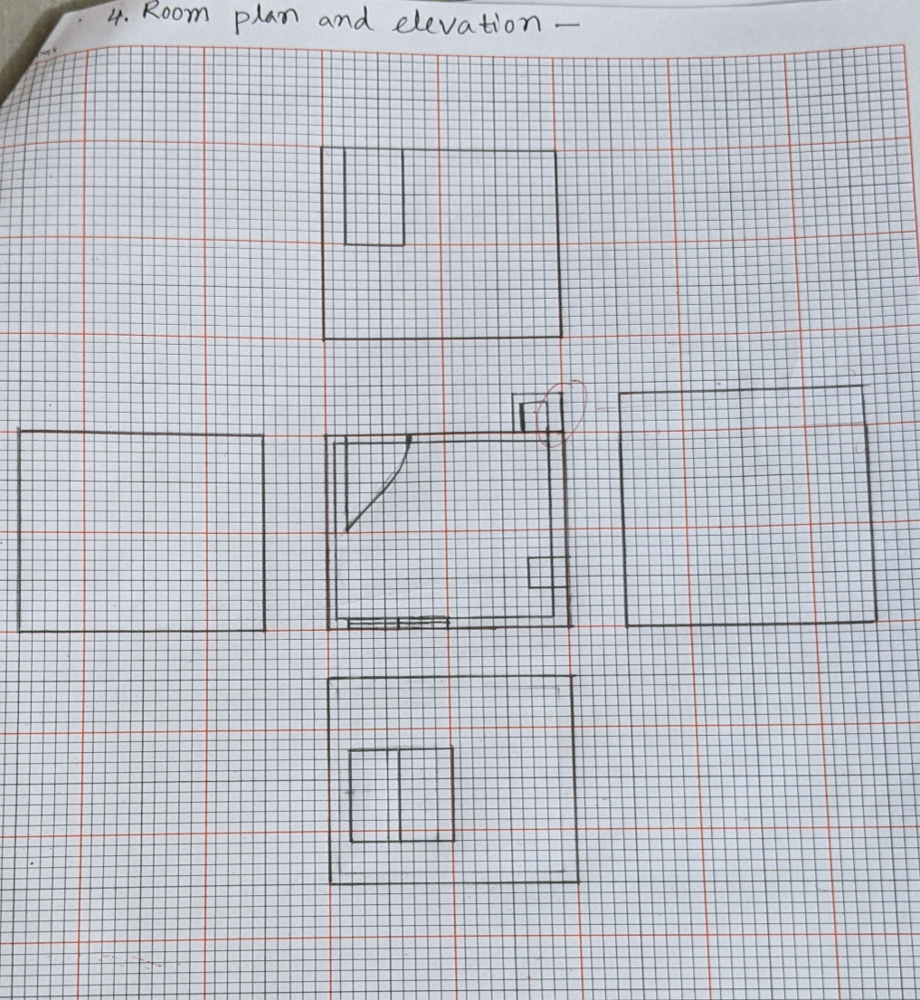 4. Room plan and elevation —